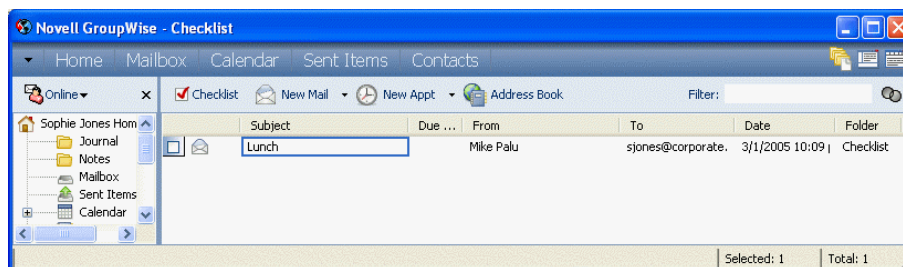 Novell GroupWise - Checklist
Home Mailbox Calendar Sent Items Contacts
Online Checklist New Mail New Appt Address Book Filter:
Sophie Jones Hom
Journal
Notes
Mailbox
Sent Items
Calendar
Subject Due ... From To Date Folder
Lunch Mike Palu sjones@corporate. 3/1/2005 10:09 Checklist
Selected: 1 Total: 1